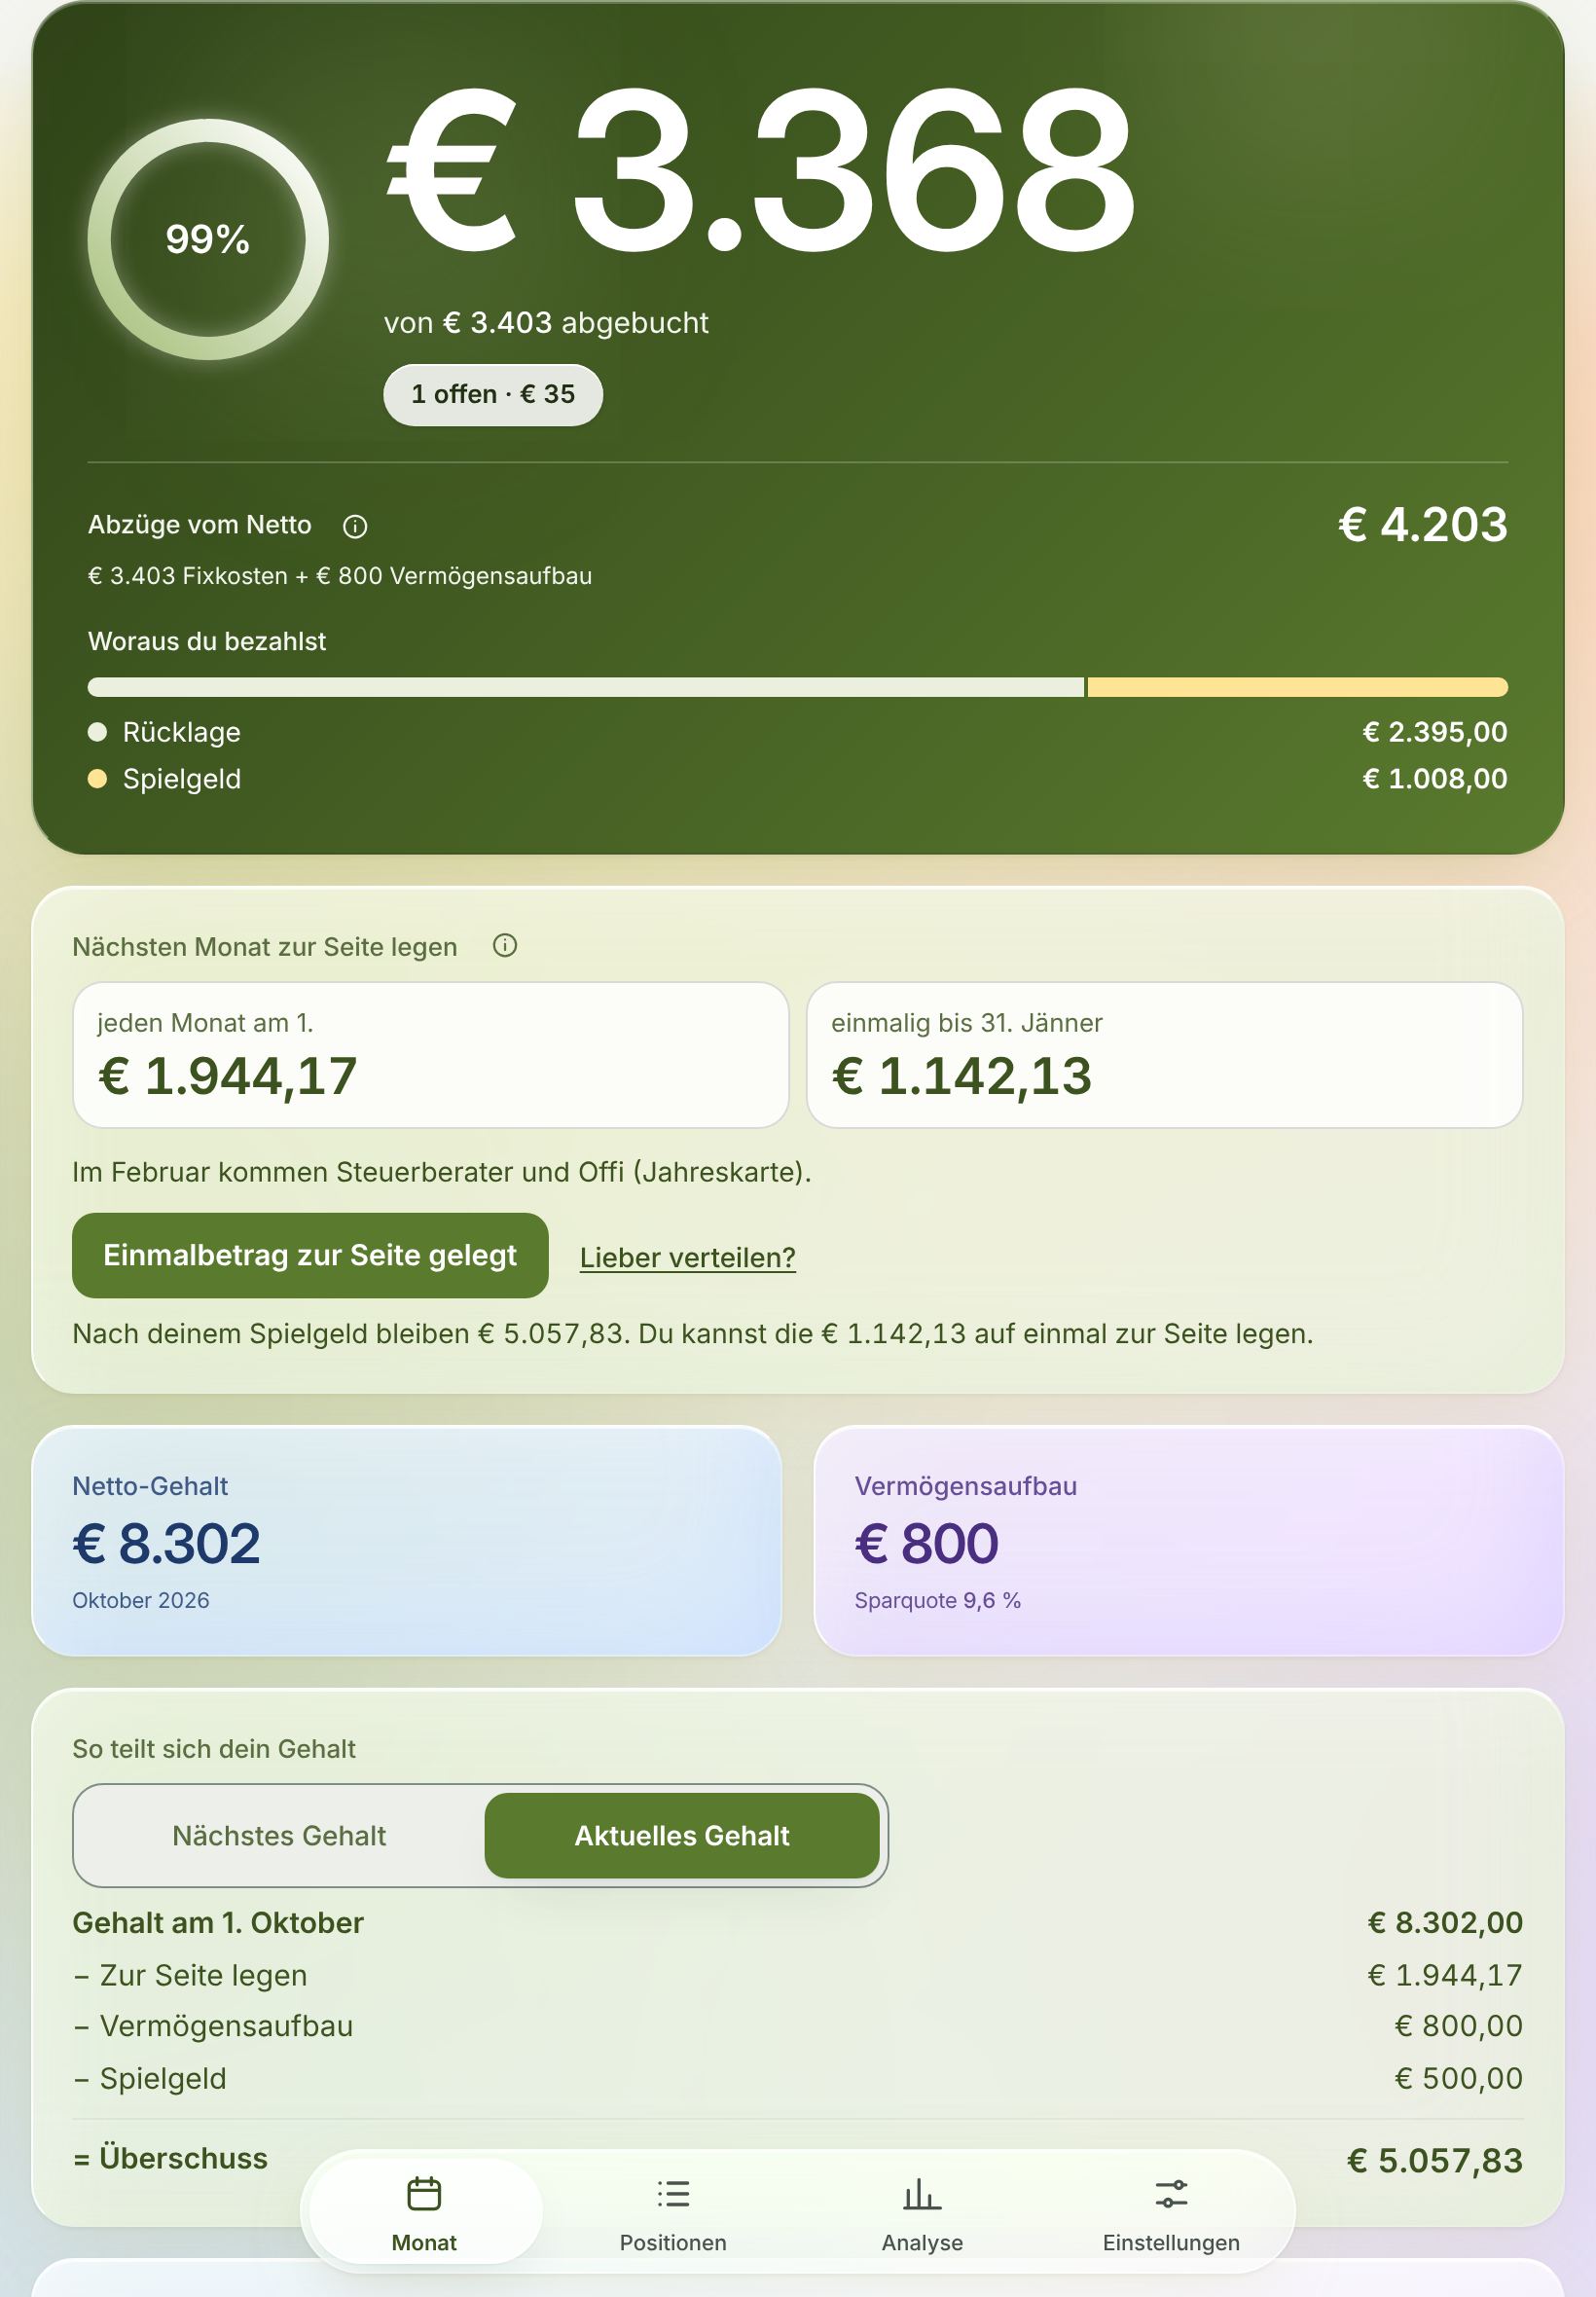 99%
€ 3.368
von € 3.403 abgebucht
1 offen · € 35
Abzüge vom Netto
€ 4.203
€ 3.403 Fixkosten + € 800 Vermögensaufbau
Woraus du bezahlst
Rücklage € 2.395,00
Spielgeld € 1.008,00
Nächsten Monat zur Seite legen
jeden Monat am 1.
€ 1.944,17
einmalig bis 31. Jänner
€ 1.142,13
Im Februar kommen Steuerberater und Offi (Jahreskarte).
Einmalbetrag zur Seite gelegt
Lieber verteilen?
Nach deinem Spielgeld bleiben € 5.057,83. Du kannst die € 1.142,13 auf einmal zur Seite legen.
Netto-Gehalt
€ 8.302
Oktober 2026
Vermögensaufbau
€ 800
Sparquote 9,6 %
So teilt sich dein Gehalt
Nächstes Gehalt
Aktuelles Gehalt
Gehalt am 1. Oktober € 8.302,00
− Zur Seite legen € 1.944,17
− Vermögensaufbau € 800,00
− Spielgeld € 500,00
= Überschuss € 5.057,83
Monat
Positionen
Analyse
Einstellungen